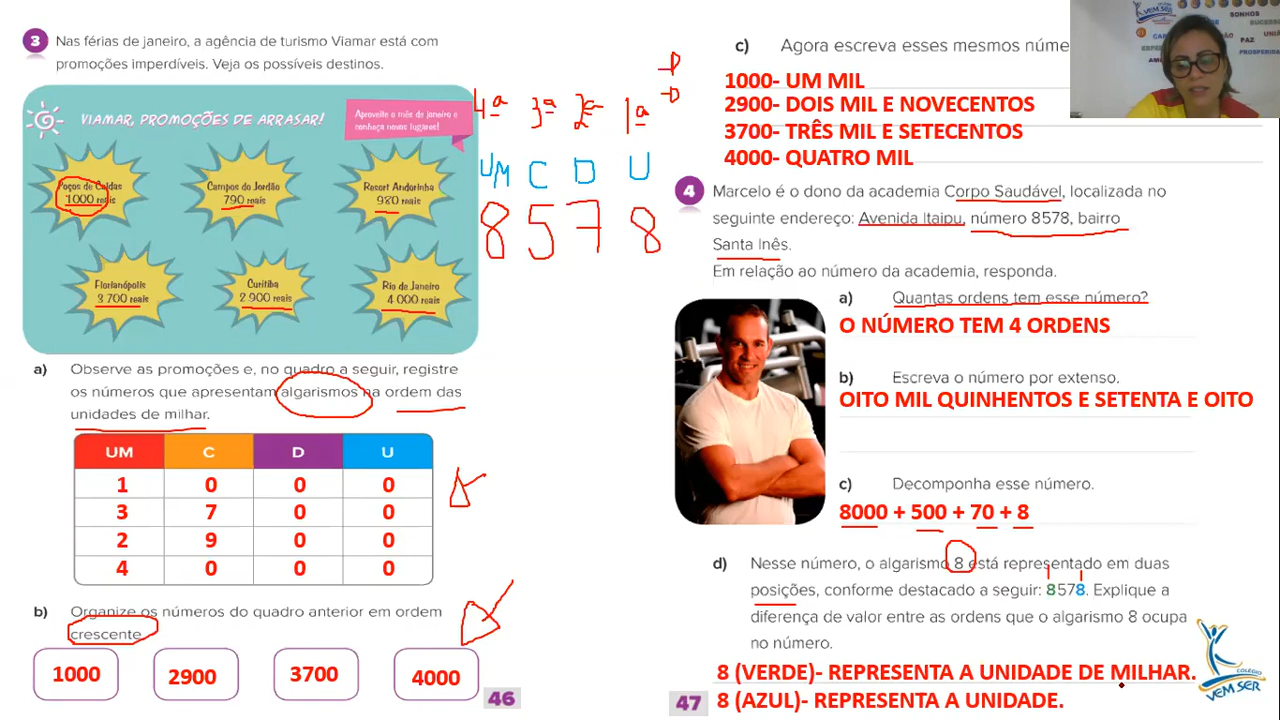 3 Nas férias de janeiro, a agência de turismo Viamar está com
promoções imperdíveis. Veja os possíveis destinos.
VIAMAR, PROMOÇÕES DE ARRASAR!
Aproveite o mês de janeiro e
conheça novos lugares!
Poços de Caldas
1000 reais
Campos do Jordão
790 reais
Resort Andorinha
980 reais
Florianópolis
3 700 reais
Curitiba
2 900 reais
Rio de Janeiro
4 000 reais
4ª 3ª 2ª 1ª
UM C D U
8 5 7 8
a) Observe as promoções e, no quadro a seguir, registre
os números que apresentam algarismos na ordem das
unidades de milhar.
UM C D U
1 0 0 0
3 7 0 0
2 9 0 0
4 0 0 0
b) Organize os números do quadro anterior em ordem
crescente
1000 2900 3700 4000
46
c) Agora escreva esses mesmos núme
1000- UM MIL
2900- DOIS MIL E NOVECENTOS
3700- TRÊS MIL E SETECENTOS
4000- QUATRO MIL
4 Marcelo é o dono da academia Corpo Saudável, localizada no
seguinte endereço: Avenida Itaipu, número 8578, bairro
Santa Inês.
Em relação ao número da academia, responda.
a) Quantas ordens tem esse número?
O NÚMERO TEM 4 ORDENS
b) Escreva o número por extenso.
OITO MIL QUINHENTOS E SETENTA E OITO
c) Decomponha esse número.
8000 + 500 + 70 + 8
d) Nesse número, o algarismo 8 está representado em duas
posições, conforme destacado a seguir: 8578. Explique a
diferença de valor entre as ordens que o algarismo 8 ocupa
no número.
8 (VERDE)- REPRESENTA A UNIDADE DE MILHAR.
8 (AZUL)- REPRESENTA A UNIDADE.
47
COLÉGIO
VEM SER
VEM SER
SONHOS
PAZ